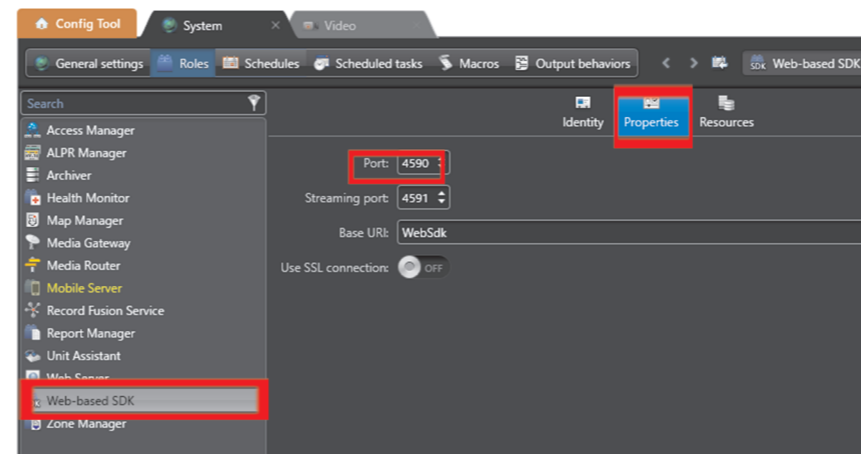 Config Tool System Video
General settings Roles Schedules Scheduled tasks Macros Output behaviors Web-based SDK
Search
Identity Properties Resources
Access Manager
ALPR Manager
Archiver
Health Monitor
Map Manager
Media Gateway
Media Router
Mobile Server
Record Fusion Service
Report Manager
Unit Assistant
Web Server
Web-based SDK
Zone Manager
Port: 4590
Streaming port: 4591
Base URI: WebSdk
Use SSL connection: OFF